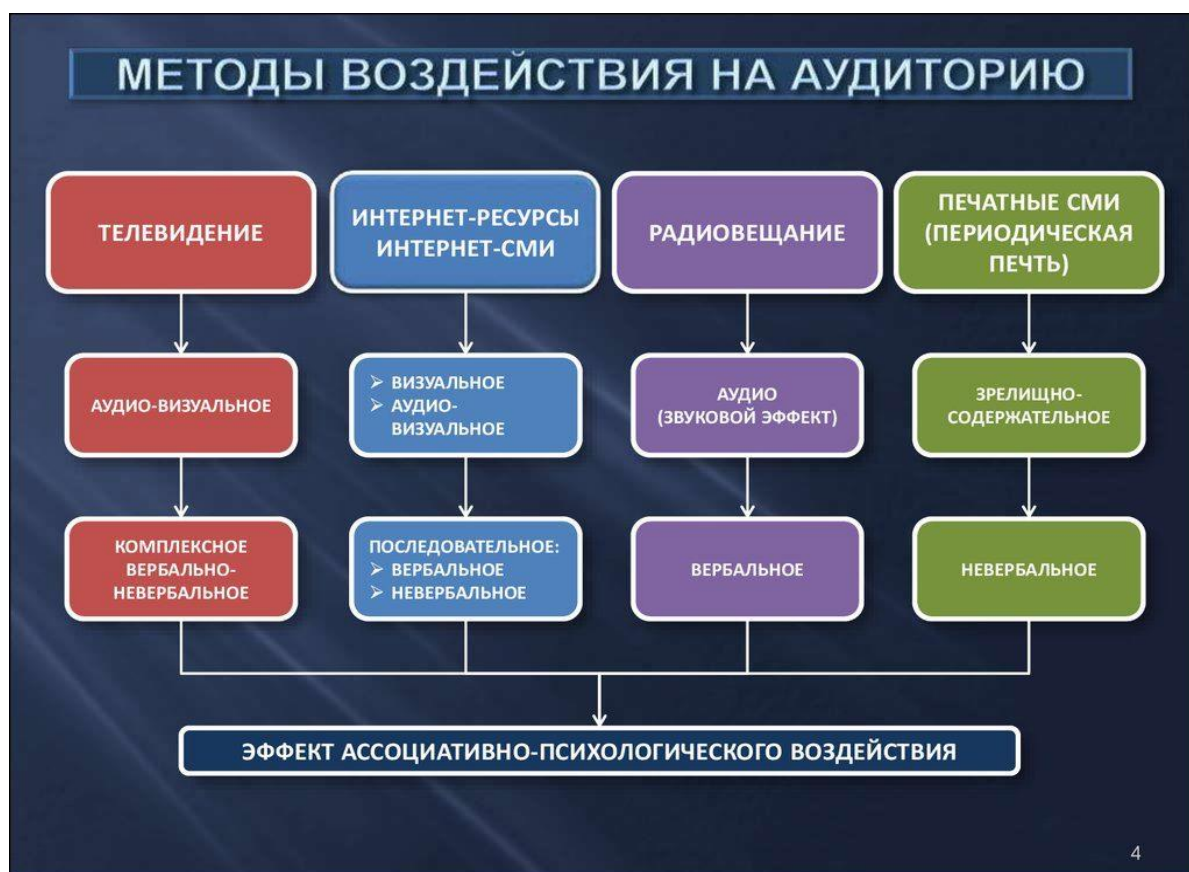 МЕТОДЫ ВОЗДЕЙСТВИЯ НА АУДИТОРИЮ
ТЕЛЕВИДЕНИЕ
ИНТЕРНЕТ-РЕСУРСЫ
ИНТЕРНЕТ-СМИ
РАДИОВЕЩАНИЕ
ПЕЧАТНЫЕ СМИ
(ПЕРИОДИЧЕСКАЯ
ПЕЧТЬ)
АУДИО-ВИЗУАЛЬНОЕ
➢ ВИЗУАЛЬНОЕ
➢ АУДИО-
ВИЗУАЛЬНОЕ
АУДИО
(ЗВУКОВОЙ ЭФФЕКТ)
ЗРЕЛИЩНО-
СОДЕРЖАТЕЛЬНОЕ
КОМПЛЕКСНОЕ
ВЕРБАЛЬНО-
НЕВЕРБАЛЬНОЕ
ПОСЛЕДОВАТЕЛЬНОЕ:
➢ ВЕРБАЛЬНОЕ
➢ НЕВЕРБАЛЬНОЕ
ВЕРБАЛЬНОЕ
НЕВЕРБАЛЬНОЕ
ЭФФЕКТ АССОЦИАТИВНО-ПСИХОЛОГИЧЕСКОГО ВОЗДЕЙСТВИЯ
4